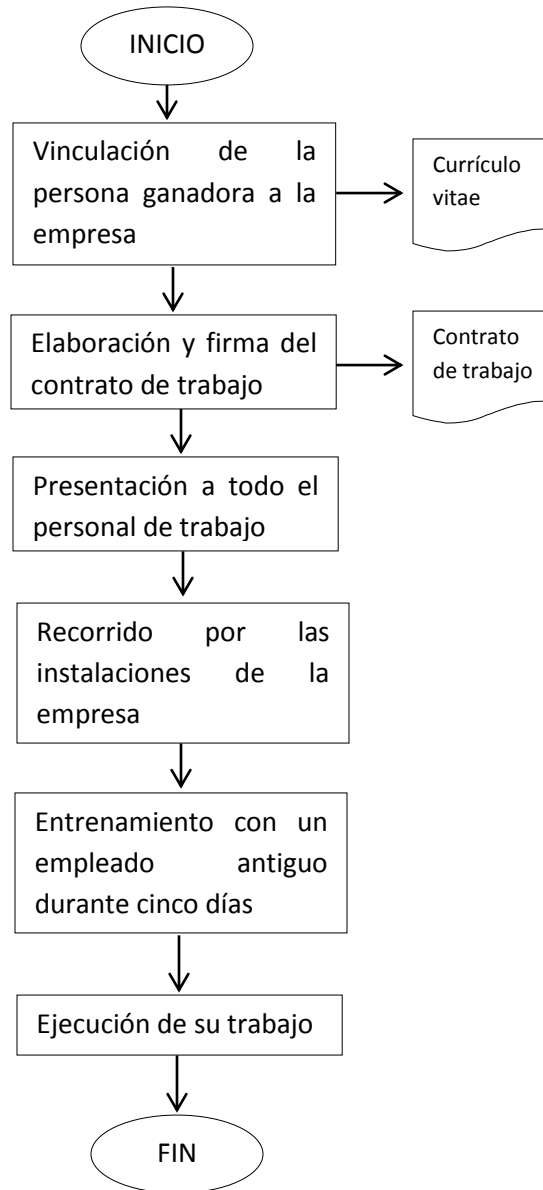 INICIO
Vinculación de la
persona ganadora a la
empresa
Currículo
vitae
Elaboración y firma del
contrato de trabajo
Contrato
de trabajo
Presentación a todo el
personal de trabajo
Recorrido por las
instalaciones de la
empresa
Entrenamiento con un
empleado antiguo
durante cinco días
Ejecución de su trabajo
FIN